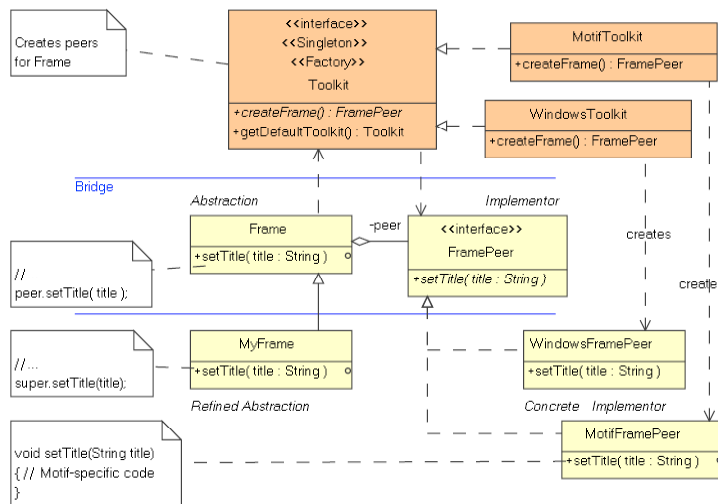 Creates peers
for Frame
<<interface>>
<<Singleton>>
<<Factory>>
Toolkit
+createFrame() : FramePeer
+getDefaultToolkit() : Toolkit
MotifToolkit
+createFrame() : FramePeer
WindowsToolkit
+createFrame() : FramePeer
Bridge
Abstraction
Implementor
Frame
+setTitle( title : String )
-peer
<<interface>>
FramePeer
+setTitle( title : String )
creates
create
//
peer.setTitle( title );
//...
super.setTitle(title);
MyFrame
+setTitle( title : String )
Refined Abstraction
WindowsFramePeer
+setTitle( title : String )
Concrete Implementor
MotifFramePeer
+setTitle( title : String )
void setTitle(String title)
{ // Motif-specific code
}